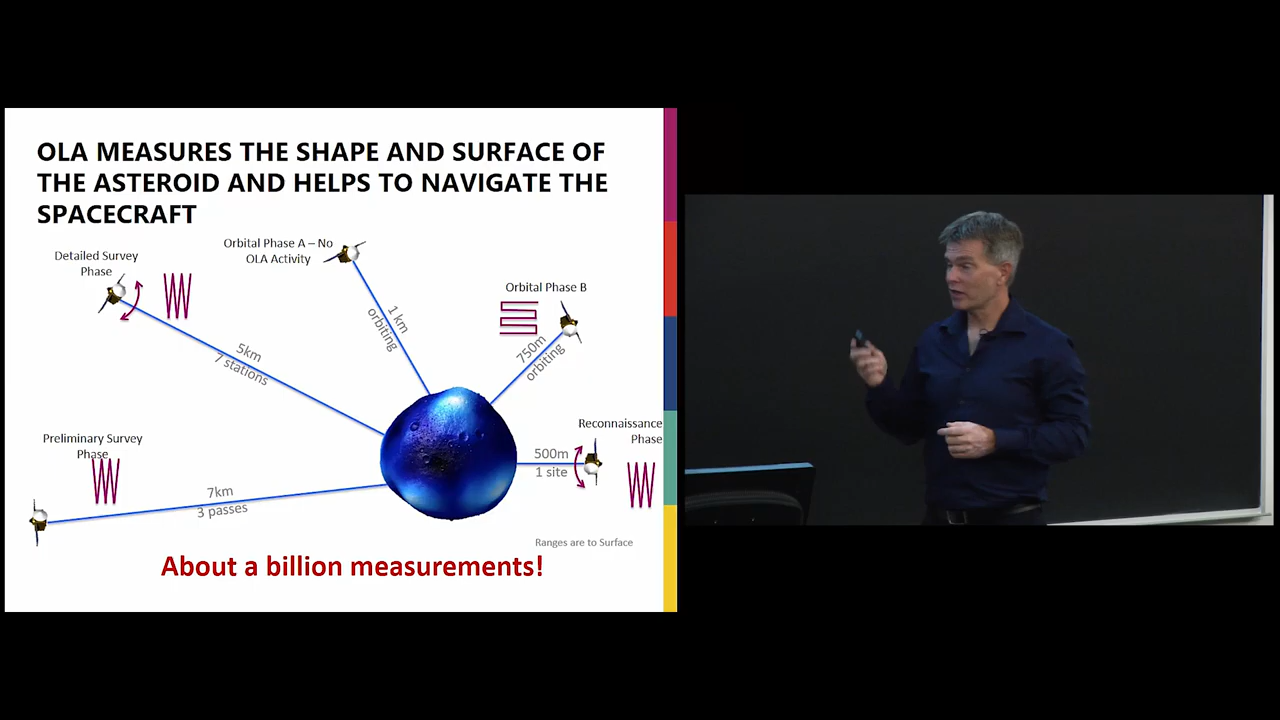 OLA MEASURES THE SHAPE AND SURFACE OF
THE ASTEROID AND HELPS TO NAVIGATE THE
SPACECRAFT
Detailed Survey
Phase
Orbital Phase A – No
OLA Activity
Orbital Phase B
1 km
orbiting
750m
orbiting
5km
7 stations
Reconnaissance
Phase
Preliminary Survey
Phase
500m
1 site
7km
3 passes
Ranges are to Surface
About a billion measurements!